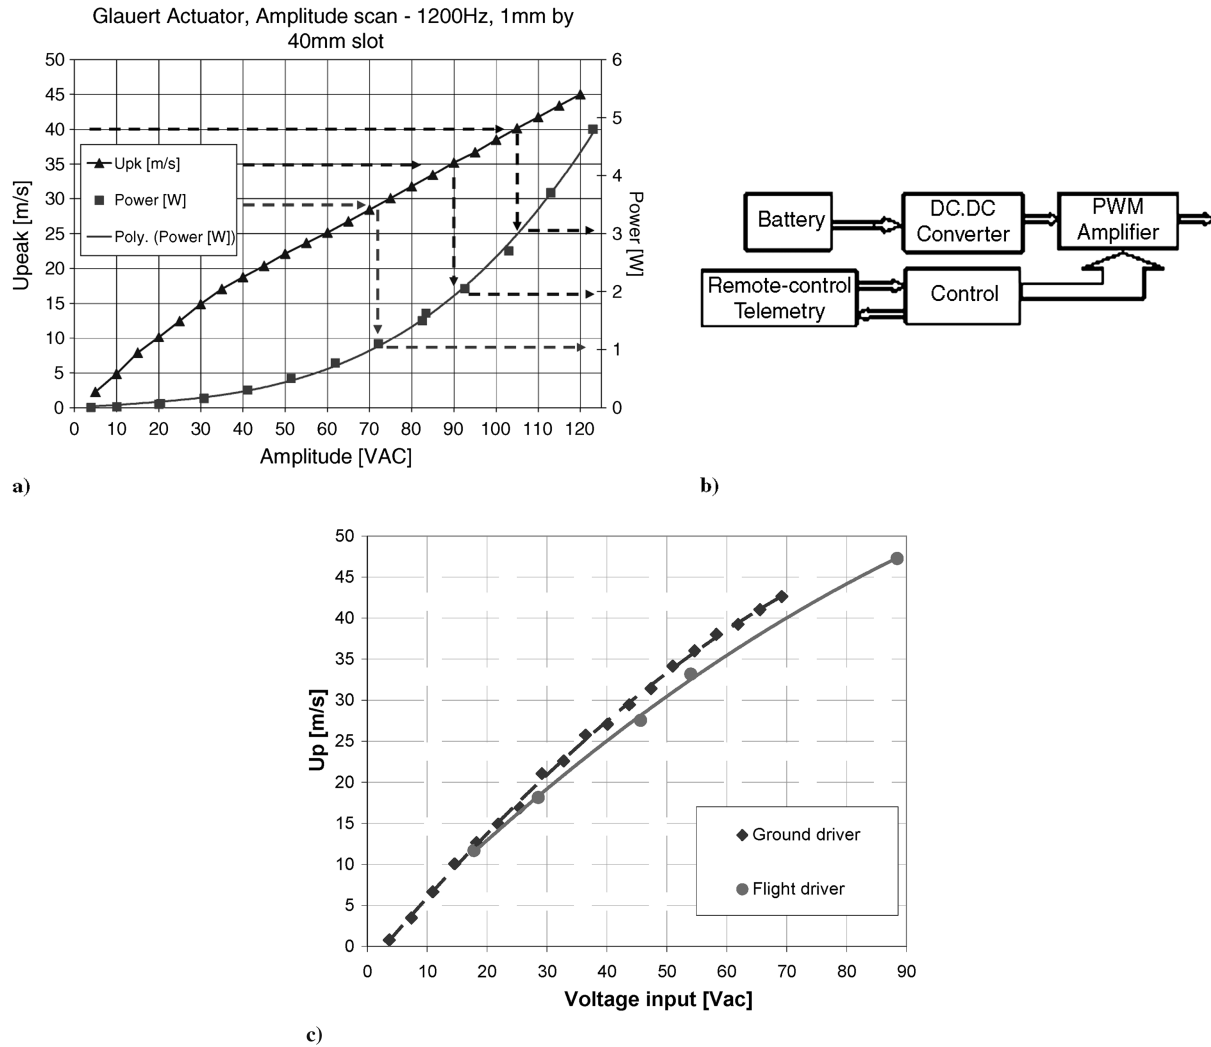 Glauert Actuator, Amplitude scan - 1200Hz, 1mm by
40mm slot
50
45
40
35
30
25
20
15
10
5
0
Upeak [m/s]
Upk [m/s]
Power [W]
Poly. (Power [W])
6
5
4
3
2
1
0
Power [W]
0 10 20 30 40 50 60 70 80 90 100 110 120
Amplitude [VAC]
a)
Battery
DC.DC
Converter
PWM
Amplifier
Remote-control
Telemetry
Control
b)
50
45
40
35
30
25
20
15
10
5
0
Up [m/s]
Ground driver
Flight driver
0 10 20 30 40 50 60 70 80 90
Voltage input [Vac]
c)